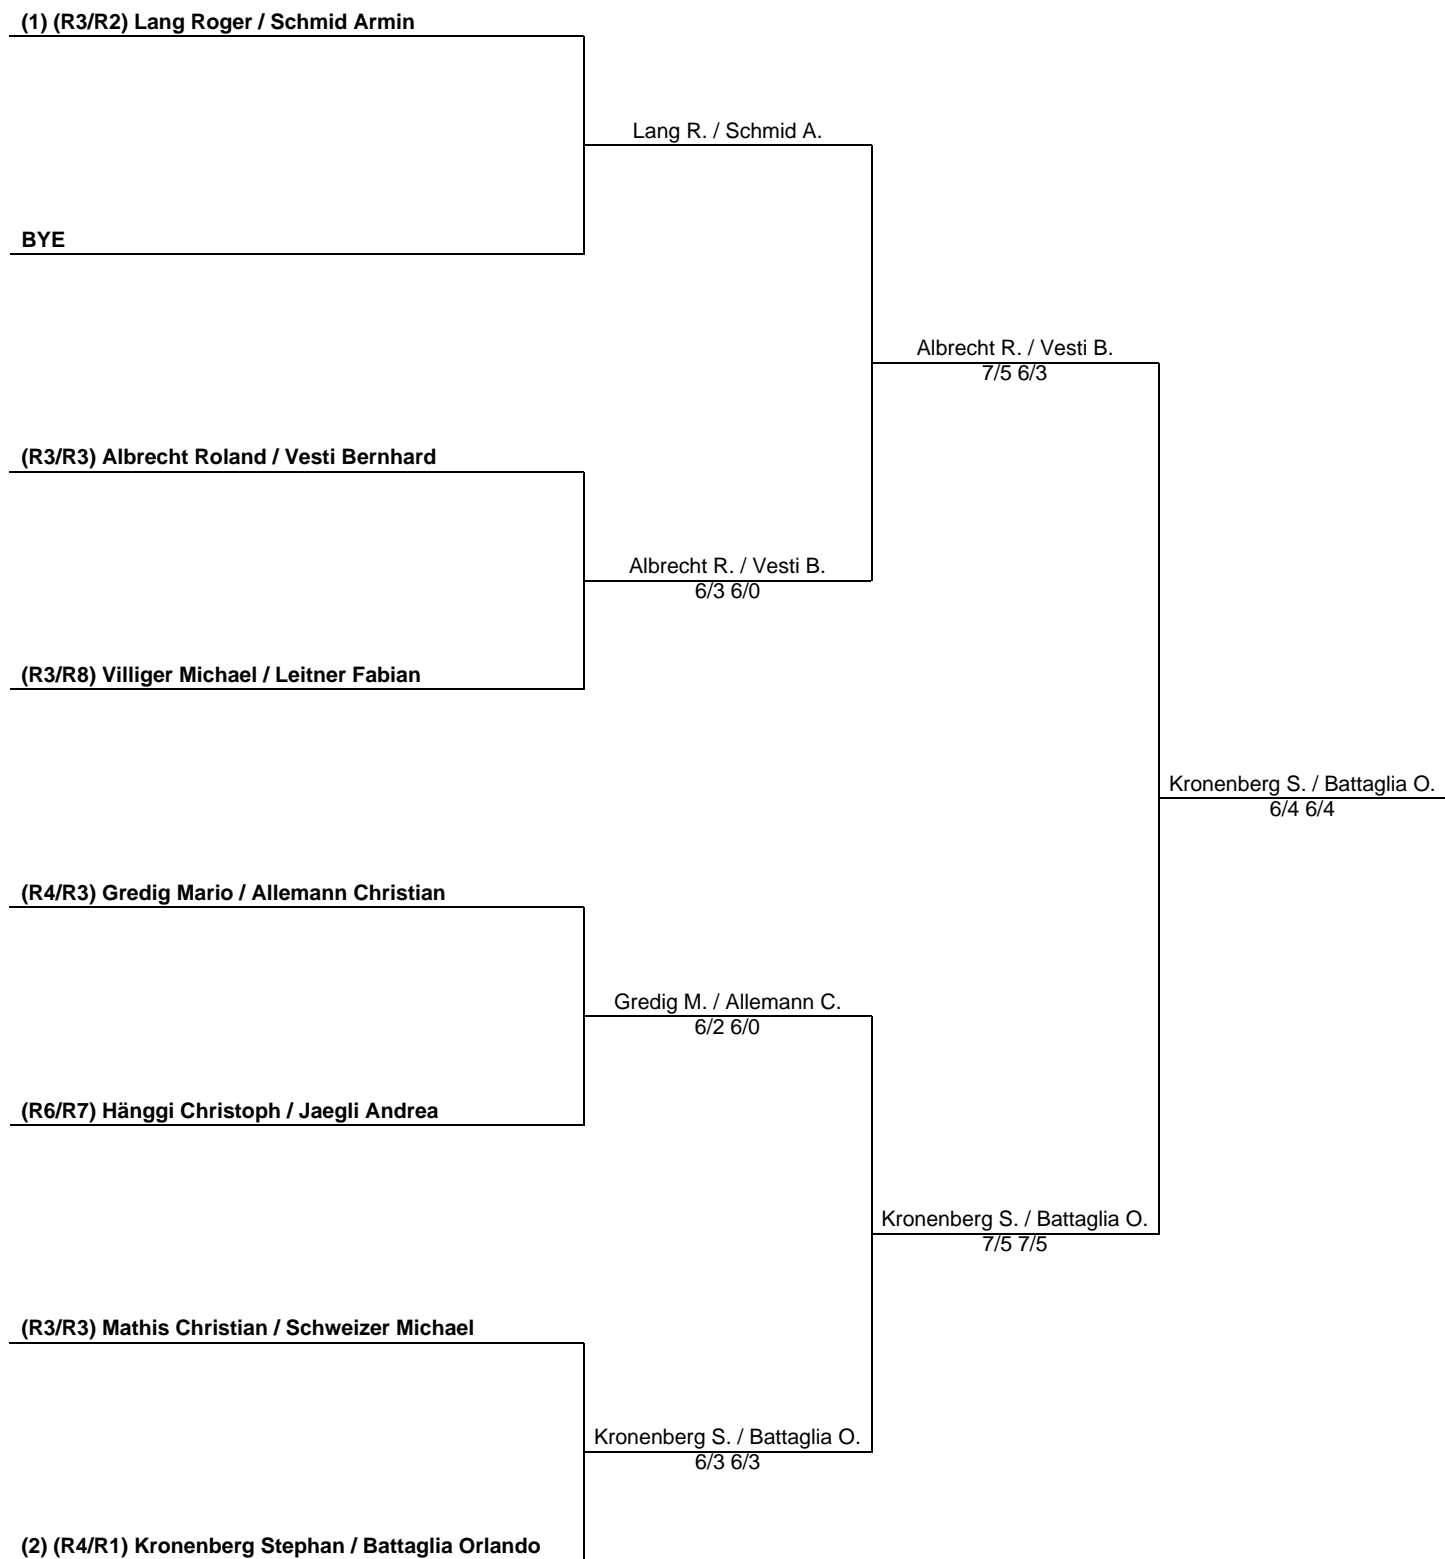 (1) (R3/R2) Lang Roger / Schmid Armin
Lang R. / Schmid A.
BYE
Albrecht R. / Vesti B.
7/5 6/3
(R3/R3) Albrecht Roland / Vesti Bernhard
Albrecht R. / Vesti B.
6/3 6/0
(R3/R8) Villiger Michael / Leitner Fabian
Kronenberg S. / Battaglia O.
6/4 6/4
(R4/R3) Gredig Mario / Allemann Christian
Gredig M. / Allemann C.
6/2 6/0
(R6/R7) Hänggi Christoph / Jaegli Andrea
Kronenberg S. / Battaglia O.
7/5 7/5
(R3/R3) Mathis Christian / Schweizer Michael
Kronenberg S. / Battaglia O.
6/3 6/3
(2) (R4/R1) Kronenberg Stephan / Battaglia Orlando